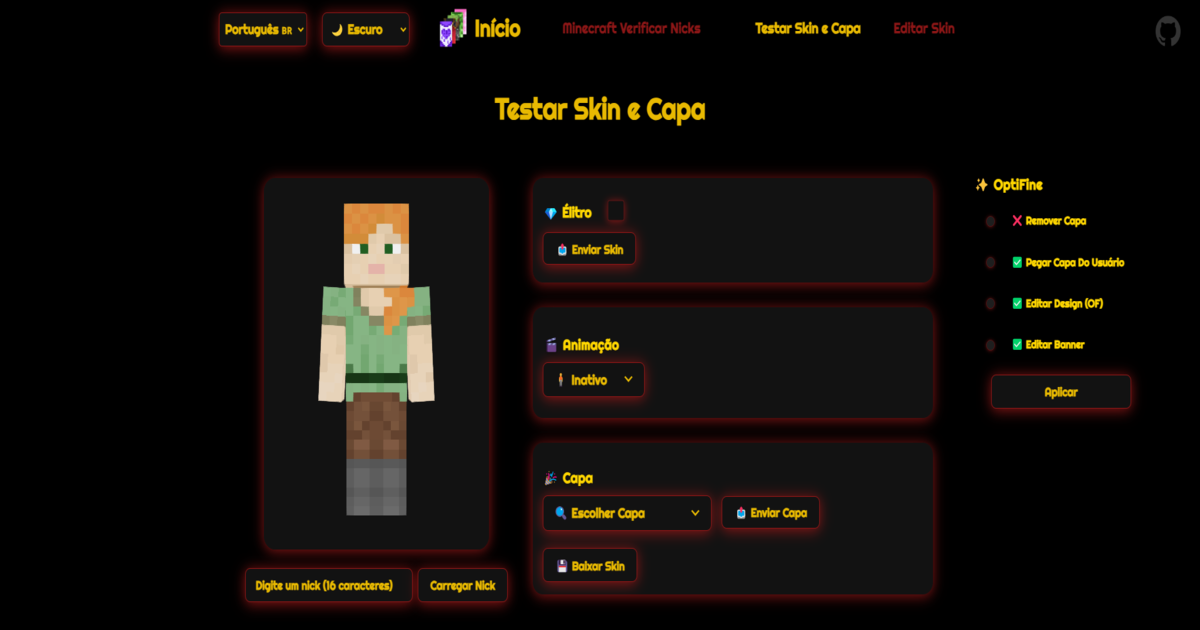 Português BR
🌙 Escuro
Início
Minecraft Verificar Nicks
Testar Skin e Capa
Editar Skin
Testar Skin e Capa
💎 Élitro
📤 Enviar Skin
🎬 Animação
🧍 Inativo
🎉 Capa
🔍 Escolher Capa
📤 Enviar Capa
💾 Baixar Skin
Digite um nick (16 caracteres)
Carregar Nick
✨ OptiFine
❌ Remover Capa
✅ Pegar Capa Do Usuário
✅ Editar Design (OF)
✅ Editar Banner
Aplicar